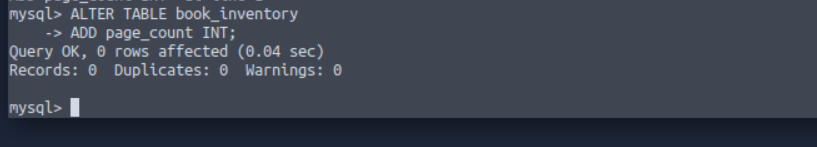 mysql> ALTER TABLE book_inventory
-> ADD page_count INT;
Query OK, 0 rows affected (0.04 sec)
Records: 0  Duplicates: 0  Warnings: 0
mysql>